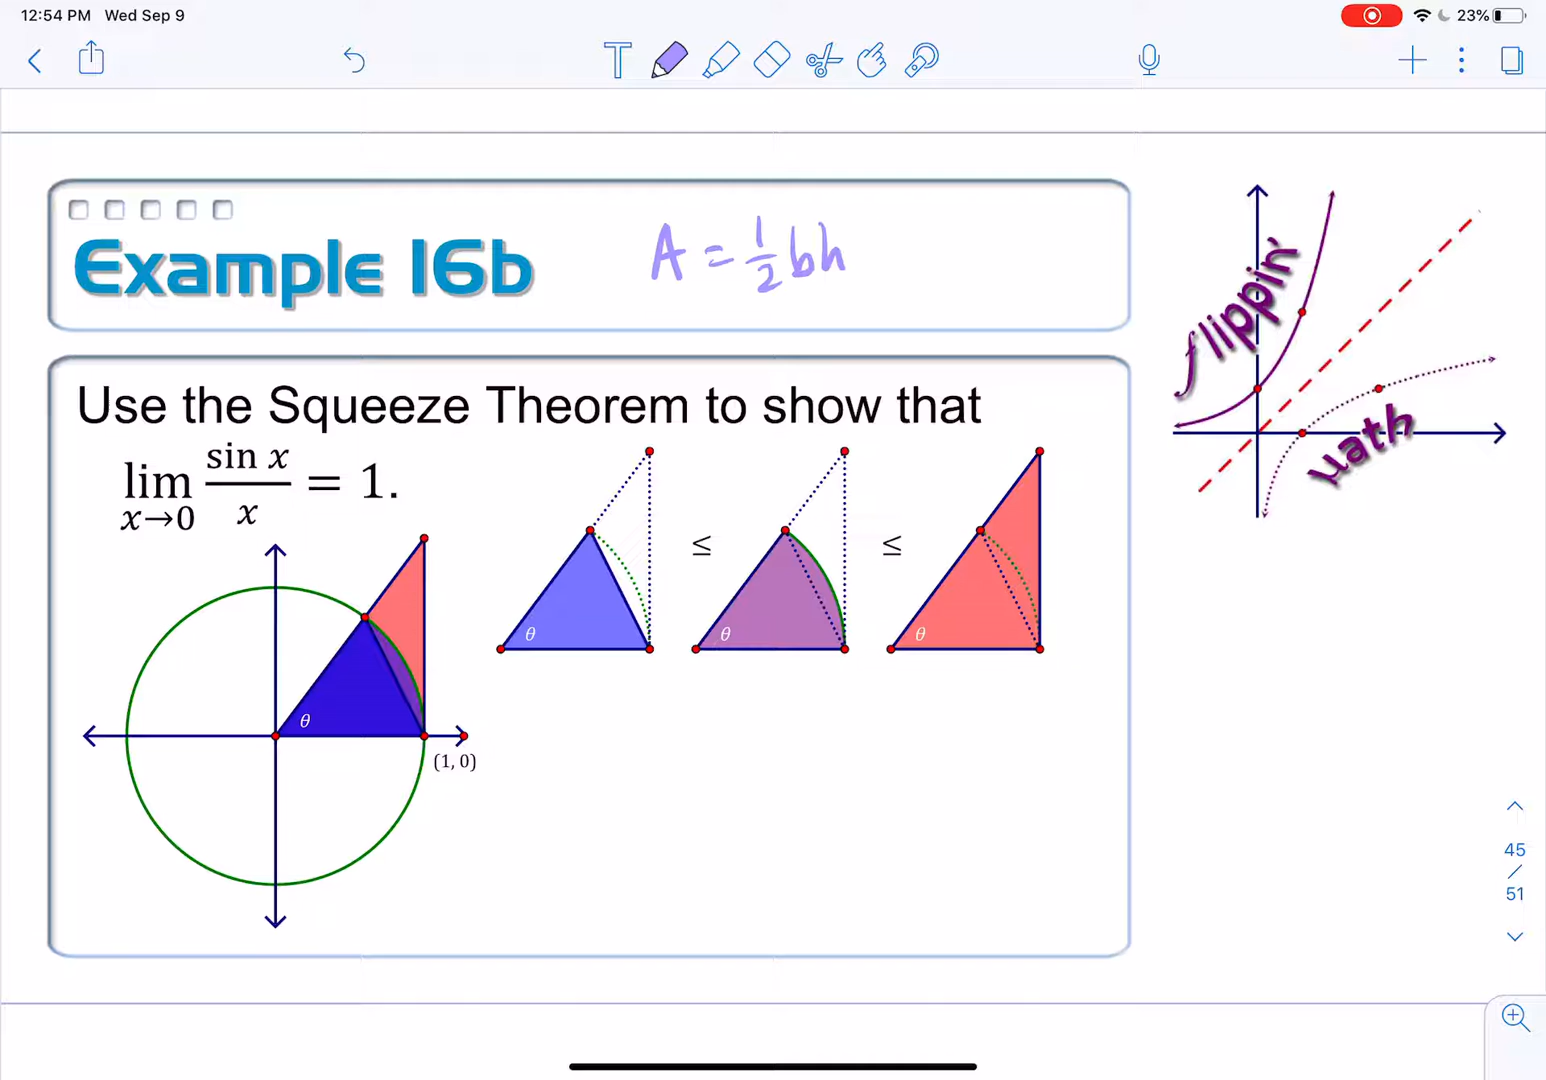 12:54 PM Wed Sep 9
23%
Example 16b
A = 1/2 bh
Use the Squeeze Theorem to show that
lim x→0 sin x / x = 1.
≤ ≤
θ θ θ
θ
(1, 0)
flippin'
math
45
/
51